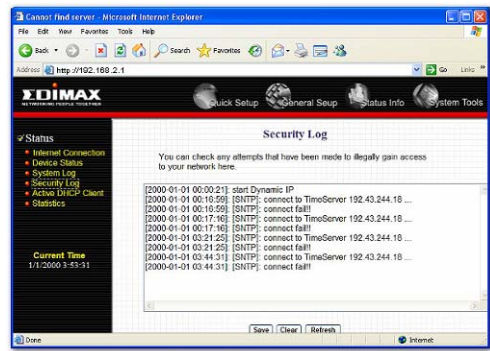 Cannot find server - Microsoft Internet Explorer
File Edit View Favorites Tools Help
Back Search Favorites
Address http://192.168.2.1 Go Links »
EDIMAX
NETWORKING PEOPLE TOGETHER
Quick Setup General Seup Status Info System Tools
Status
Internet Connection
Device Status
System Log
Security Log
Active DHCP Client
Statistics
Current Time
1/1/2000 3:53:31
Security Log
You can check any attempts that have been made to illegally gain access
to your network here.
[2000-01-01 00:00:21]: start Dynamic IP
[2000-01-01 00:16:59]: [SNTP]: connect to TimeServer 192.43.244.18 ...
[2000-01-01 00:16:59]: [SNTP]: connect fail!!
[2000-01-01 00:17:16]: [SNTP]: connect to TimeServer 192.43.244.18 ...
[2000-01-01 00:17:16]: [SNTP]: connect fail!!
[2000-01-01 03:21:25]: [SNTP]: connect to TimeServer 192.43.244.18 ...
[2000-01-01 03:21:25]: [SNTP]: connect fail!!
[2000-01-01 03:44:31]: [SNTP]: connect to TimeServer 192.43.244.18 ...
[2000-01-01 03:44:31]: [SNTP]: connect fail!!
Save Clear Refresh
Done Internet